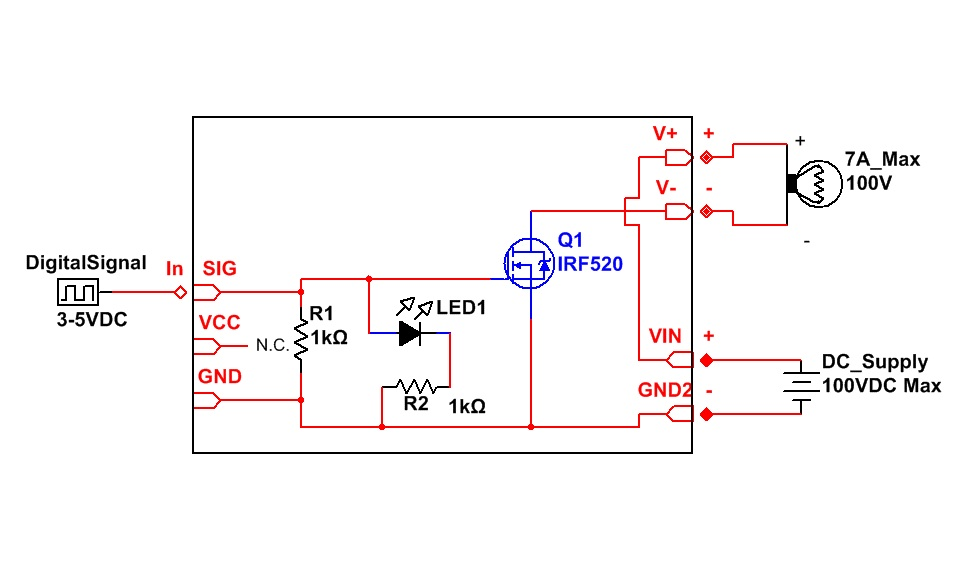 V+ +
+
7A_Max
100V
V- -
-
Q1
IRF520
DigitalSignal
In SIG
3-5VDC
VCC
N.C.
R1
1kΩ
LED1
GND
R2 1kΩ
VIN +
DC_Supply
100VDC Max
GND2 -